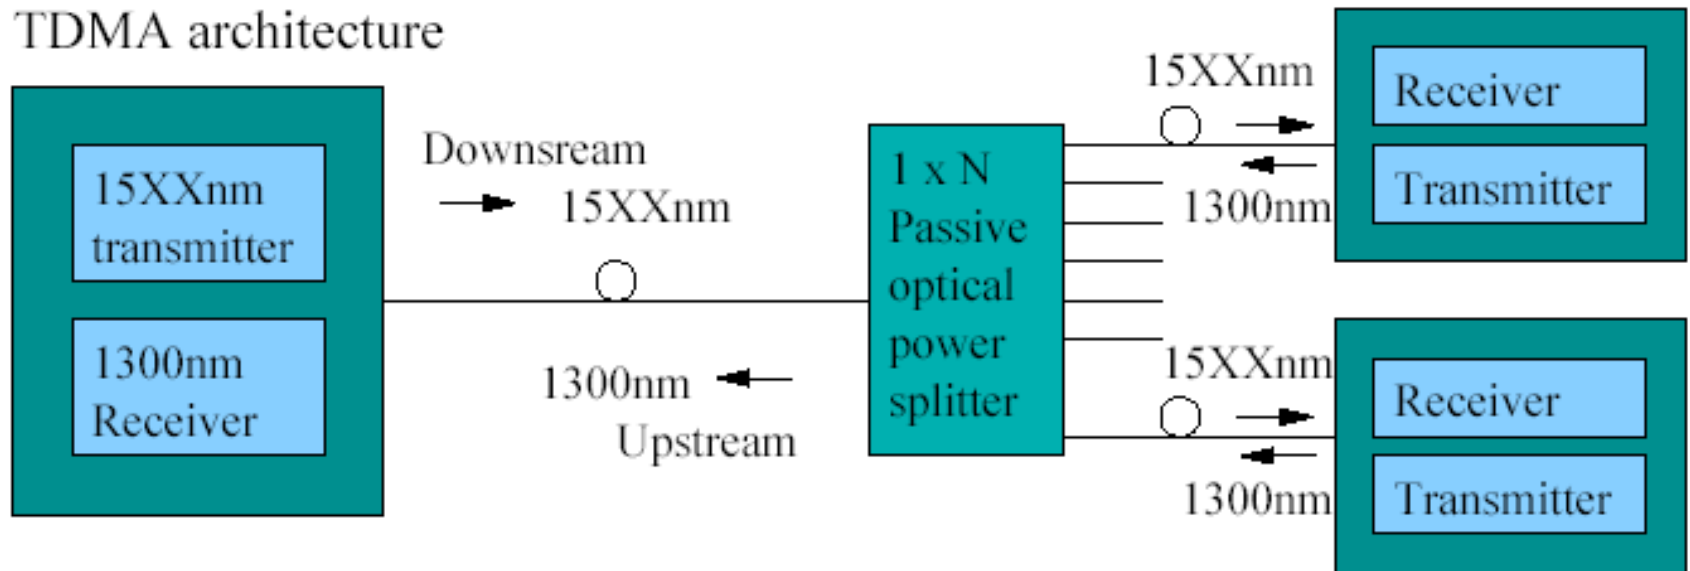 TDMA architecture
15XXnm
transmitter
1300nm
Receiver
Downsream
15XXnm
1300nm
Upstream
1 x N
Passive
optical
power
splitter
15XXnm
1300nm
Receiver
Transmitter
15XXnm
1300nm
Receiver
Transmitter